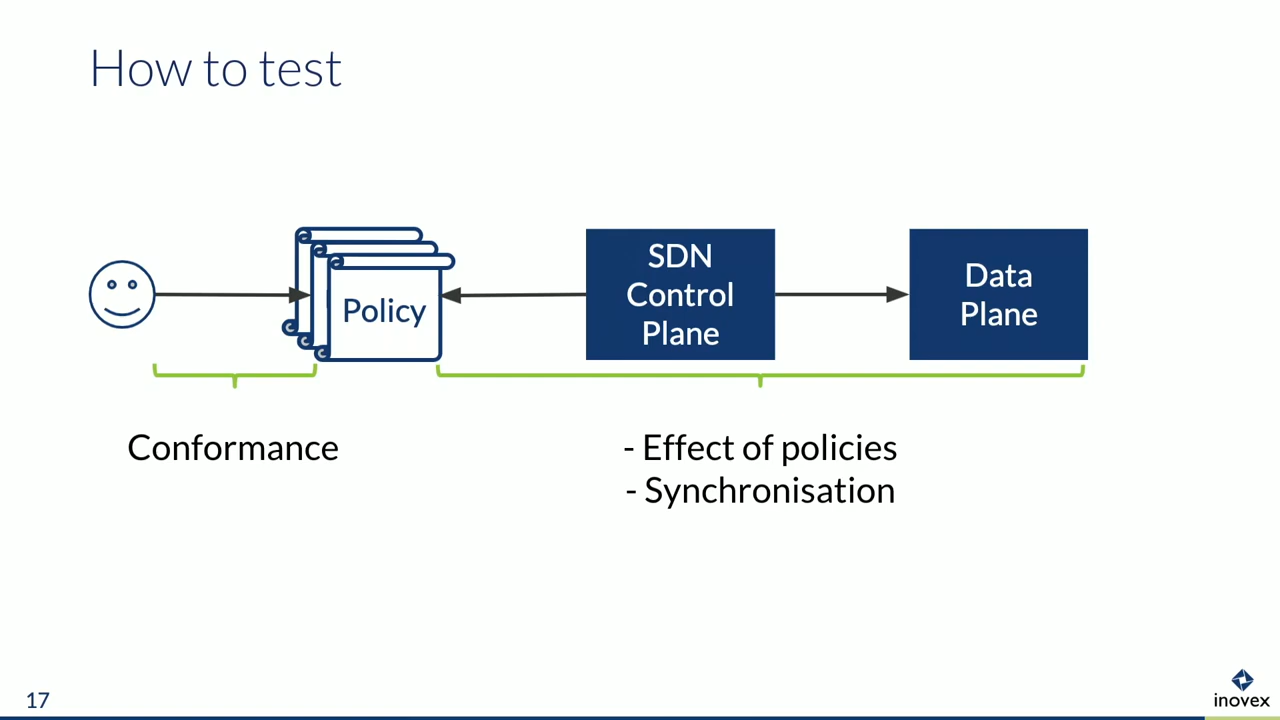 How to test
Policy
SDN
Control
Plane
Data
Plane
Conformance
- Effect of policies
- Synchronisation
17
inovex